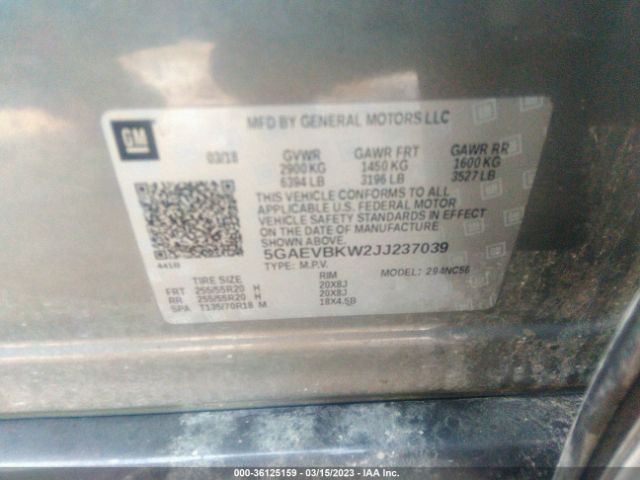 MFD BY GENERAL MOTORS LLC
GM
03/18 GVWR GAWR FRT GAWR RR
2900 KG 1450 KG 1600 KG
6394 LB 3196 LB 3527 LB
THIS VEHICLE CONFORMS TO ALL
APPLICABLE U.S. FEDERAL MOTOR
VEHICLE SAFETY STANDARDS IN EFFECT
ON THE DATE OF MANUFACTURE
SHOWN ABOVE.
5GAEVBKW2JJ237039
TYPE: M.P.V. MODEL: 294NC56
TIRE SIZE RIM
FRT 255/55R20 H 20X8J
RR 255/55R20 H 20X8J
SPA T135/70R18 M 18X4.5B
000-36125159 — 03/15/2023 — IAA Inc.